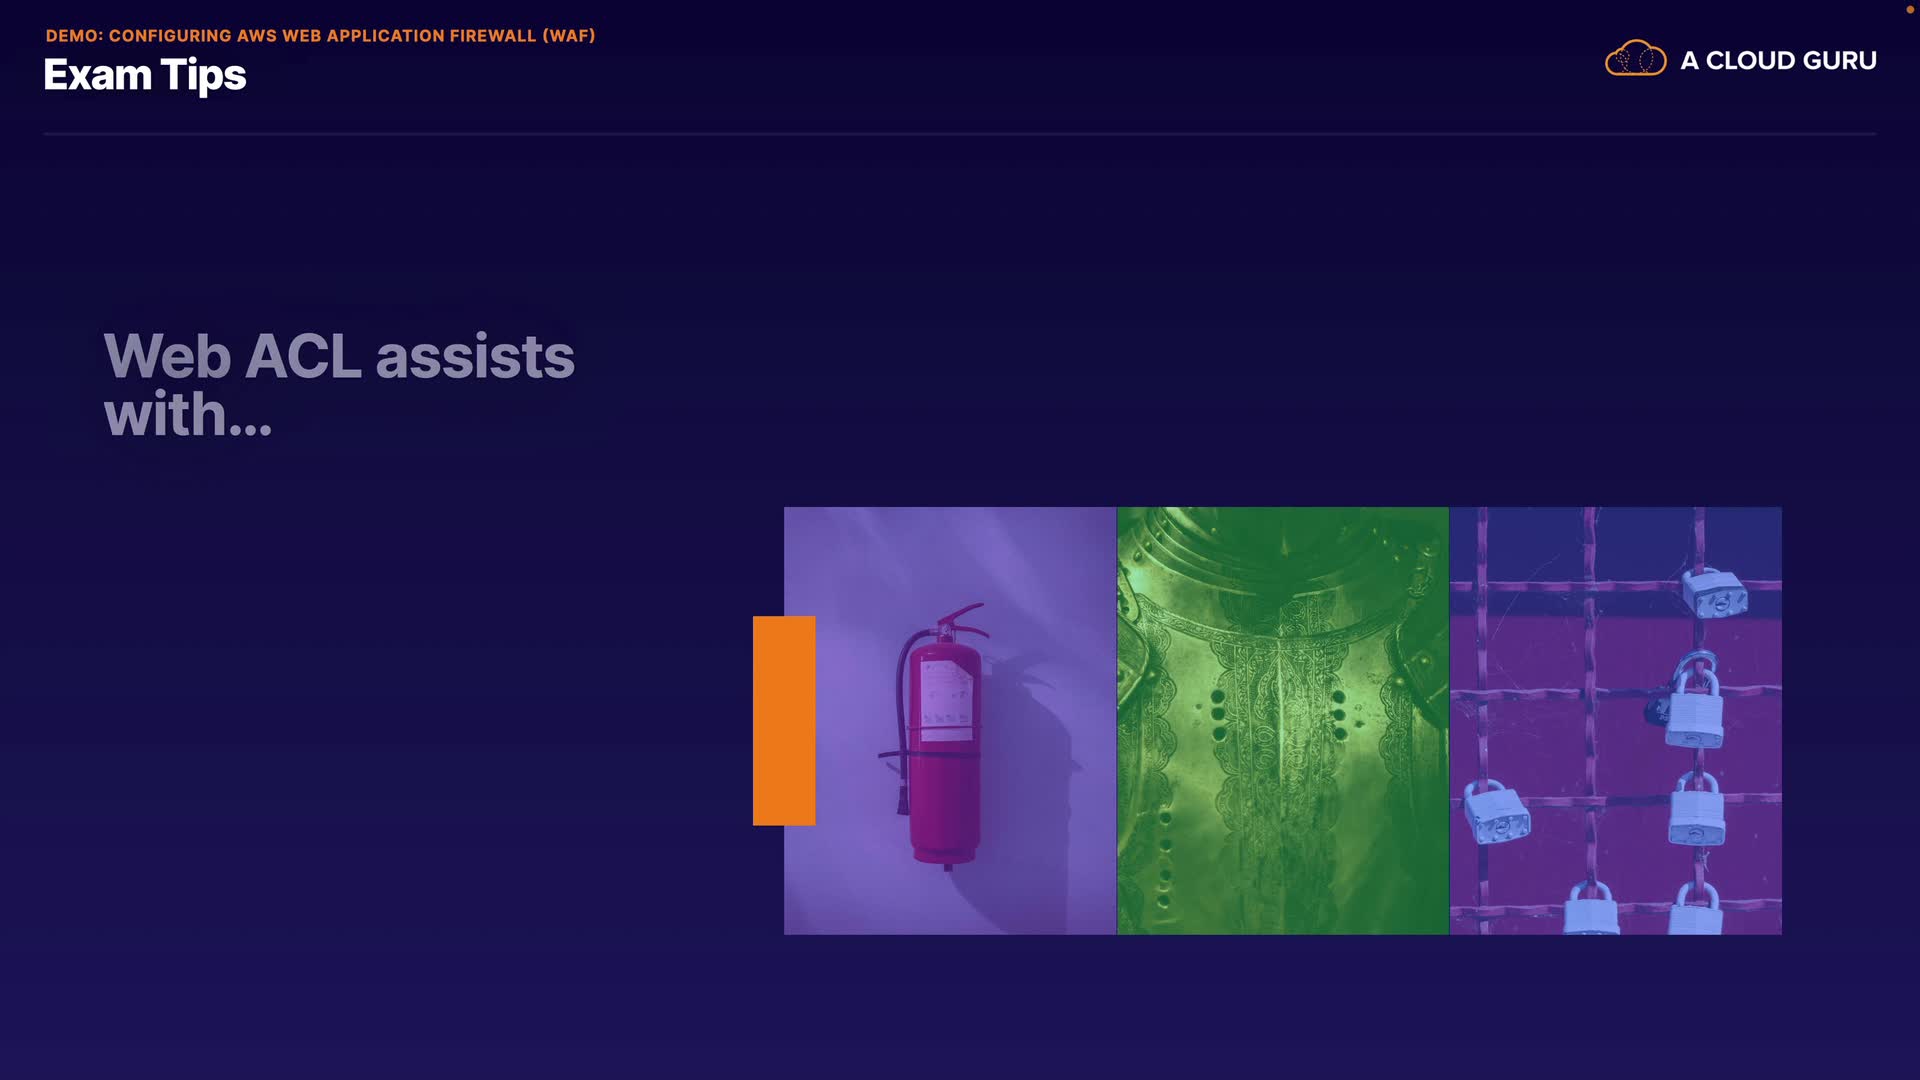 DEMO: CONFIGURING AWS WEB APPLICATION FIREWALL (WAF)
Exam Tips
A CLOUD GURU
Web ACL assists
with...